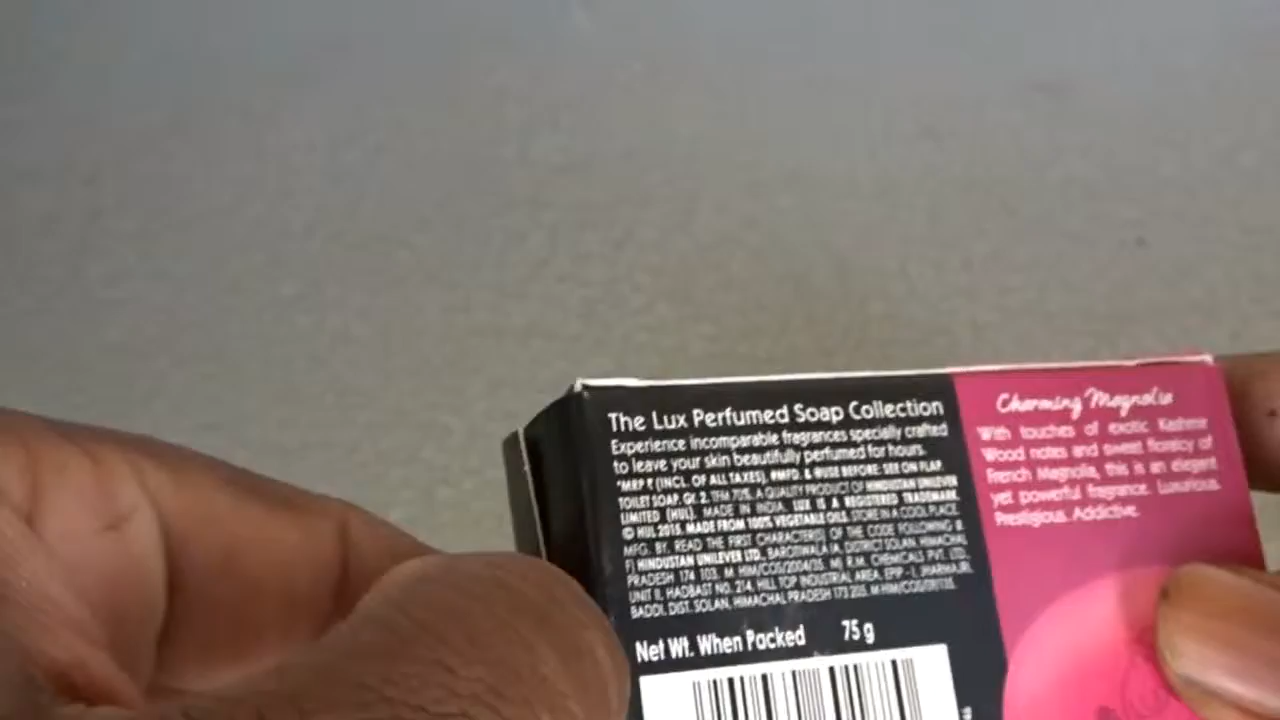 The Lux Perfumed Soap Collection
Experience incomparable fragrances specially crafted
to leave your skin beautifully perfumed for hours.
*MRP ₹ (INCL. OF ALL TAXES). #MFD. & @USE BEFORE: SEE ON FLAP.
TOILET SOAP, GR. 2. TFM 70%. A QUALITY PRODUCT OF HINDUSTAN UNILEVER
LIMITED (HUL). MADE IN INDIA. LUX IS A REGISTERED TRADEMARK.
© HUL 2015. MADE FROM 100% VEGETABLE OILS. STORE IN A COOL PLACE.
MFG. BY. READ THE FIRST CHARACTER(S) OF THE CODE FOLLOWING B.
F) HINDUSTAN UNILEVER LTD., BAROTIWALA, DISTRICT SOLAN, HIMACHAL
PRADESH 174 103. M HIM/COS/2004/35. R.M. CHEMICALS PVT. LTD.,
UNIT II, HADBAST NO. 214, HILL TOP INDUSTRIAL AREA, EPP - I, JHARMAJRI,
BADDI, DIST. SOLAN, HIMACHAL PRADESH 173 205.
Net Wt. When Packed 75 g
Charming Magnolia
With touches of exotic Kashmir
Wood notes and sweet floralcy of
French Magnolia, this is an elegant
yet powerful fragrance. Luxurious.
Prestigious. Addictive.